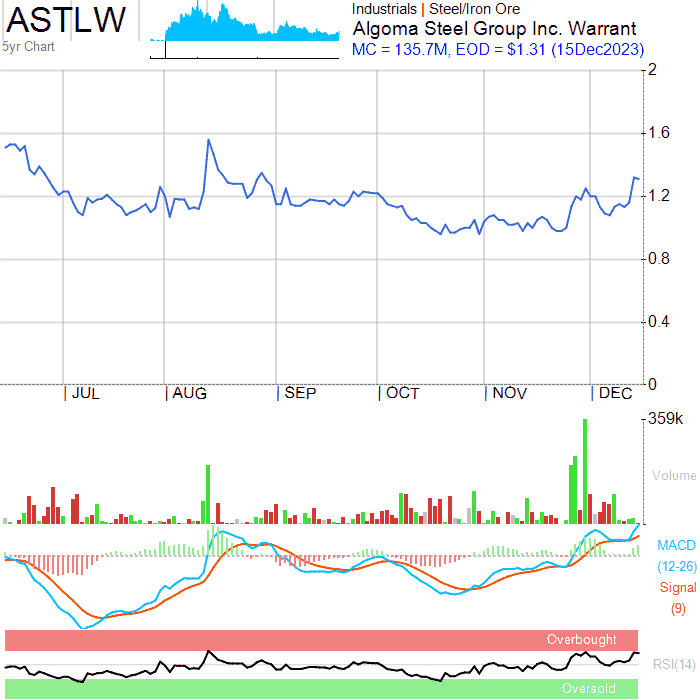 ASTLW
5yr Chart
Industrials | Steel/Iron Ore
Algoma Steel Group Inc. Warrant
MC = 135.7M, EOD = $1.31 (15Dec2023)
2
1.6
1.2
0.8
0.4
0
JUL AUG SEP OCT NOV DEC
359k
Volume
MACD
(12-26)
Signal
(9)
Overbought
RSI(14)
Oversold